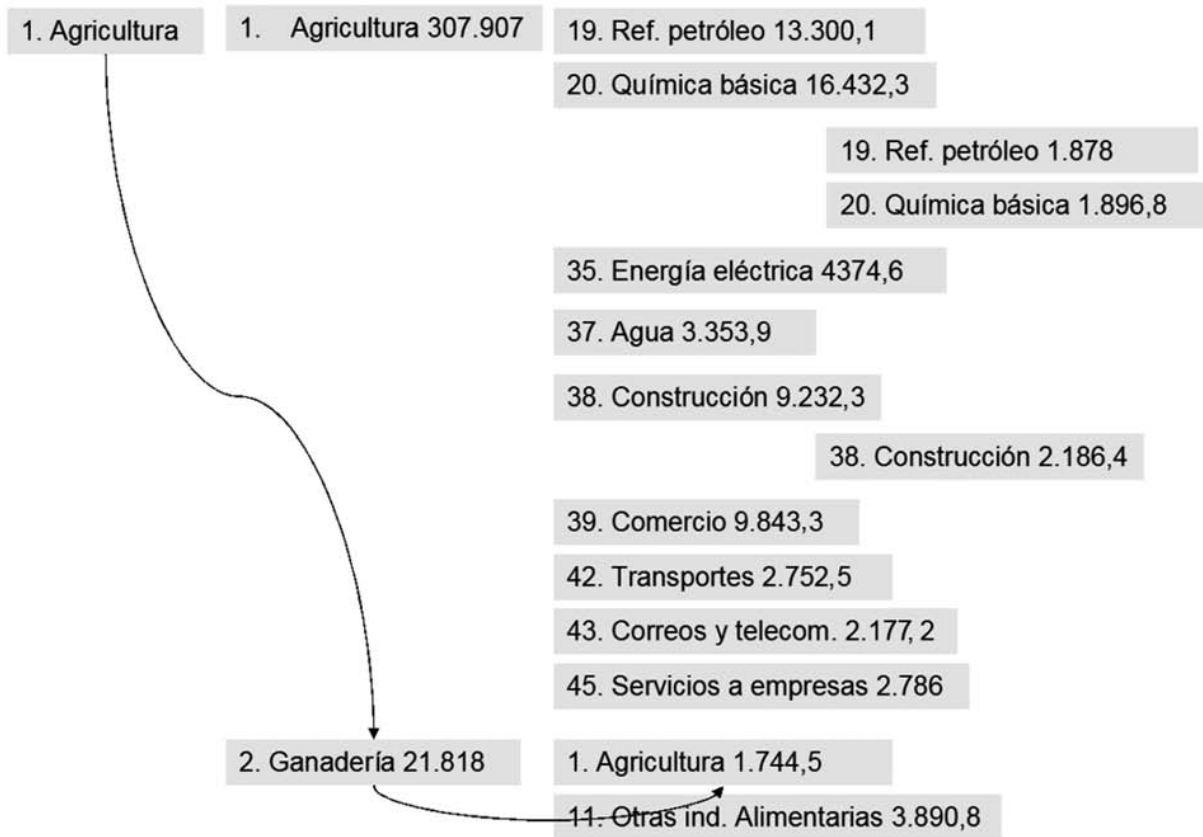 1. Agricultura
1. Agricultura 307.907
19. Ref. petróleo 13.300,1
20. Química básica 16.432,3
19. Ref. petróleo 1.878
20. Química básica 1.896,8
35. Energía eléctrica 4374,6
37. Agua 3.353,9
38. Construcción 9.232,3
38. Construcción 2.186,4
39. Comercio 9.843,3
42. Transportes 2.752,5
43. Correos y telecom. 2.177, 2
45. Servicios a empresas 2.786
2. Ganadería 21.818
1. Agricultura 1.744,5
11. Otras ind. Alimentarias 3.890,8